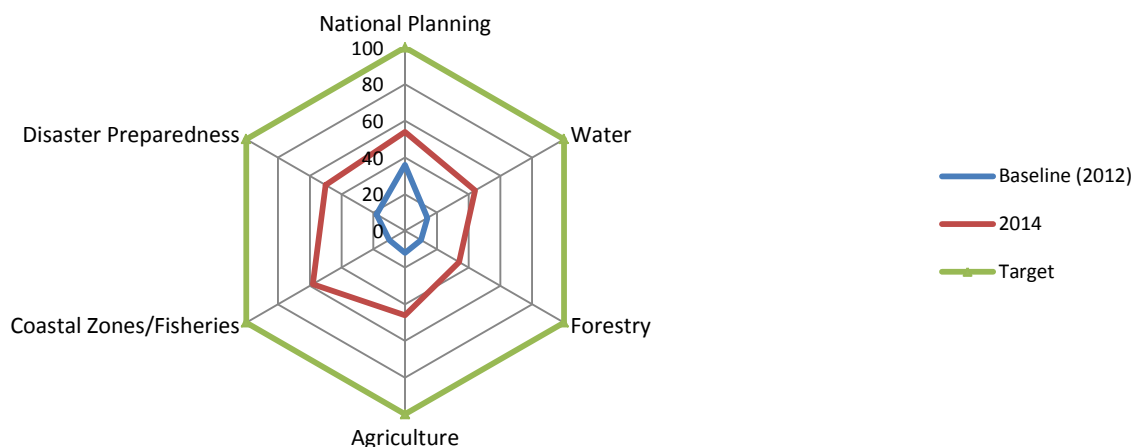 National Planning
100
80
60
40
20
0
Disaster Preparedness
Water
Coastal Zones/Fisheries
Forestry
Agriculture
Baseline (2012)
2014
Target